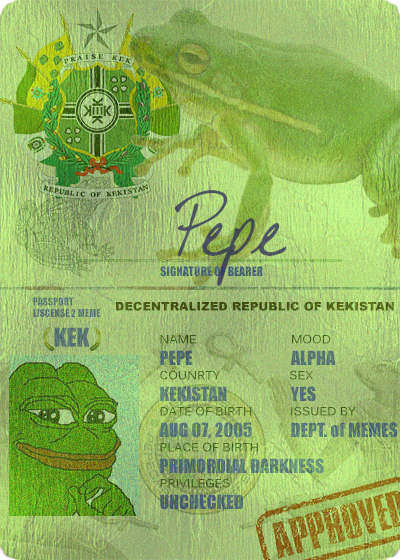 PRAISE KEK
KEK
REPUBLIC OF KEKISTAN
Pepe
SIGNATURE OF BEARER
PASSPORT
LISCENSE 2 MEME
DECENTRALIZED REPUBLIC OF KEKISTAN
KEK
NAME MOOD
PEPE ALPHA
COUNRTY SEX
KEKISTAN YES
DATE OF BIRTH ISSUED BY
AUG 07, 2005 DEPT. of MEMES
PLACE OF BIRTH
PRIMORDIAL DARKNESS
PRIVILEGES
UNCHECKED
APPROVED